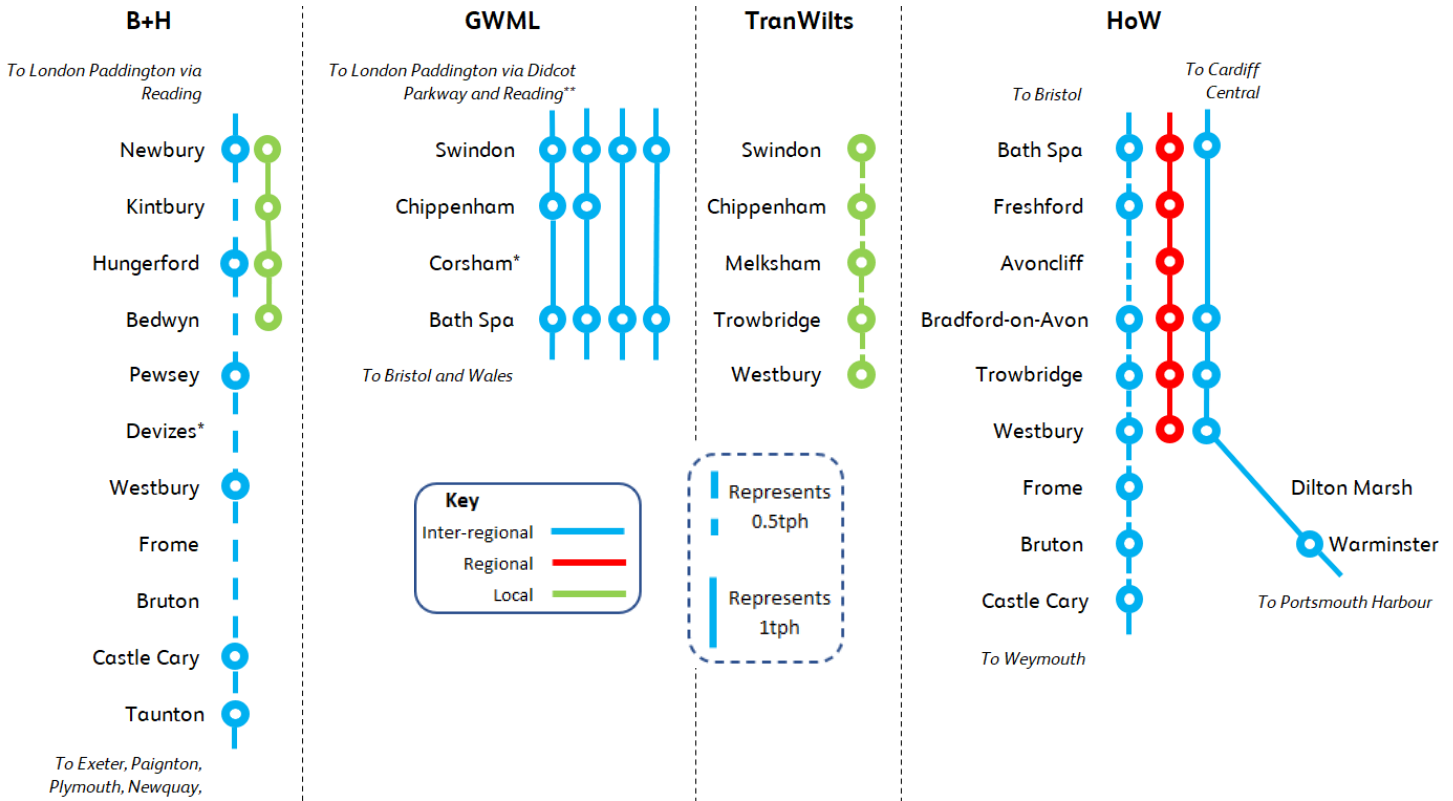 B+H
To London Paddington via
Reading
Newbury
Kintbury
Hungerford
Bedwyn
Pewsey
Devizes*
Westbury
Frome
Bruton
Castle Cary
Taunton
To Exeter, Paignton,
Plymouth, Newquay,
GWML
To London Paddington via Didcot
Parkway and Reading**
Swindon
Chippenham
Corsham*
Bath Spa
To Bristol and Wales
Key
Inter-regional
Regional
Local
TranWilts
Swindon
Chippenham
Melksham
Trowbridge
Westbury
Represents
0.5tph
Represents
1tph
HoW
To Bristol
To Cardiff
Central
Bath Spa
Freshford
Avoncliff
Bradford-on-Avon
Trowbridge
Westbury
Frome
Bruton
Castle Cary
To Weymouth
Dilton Marsh
Warminster
To Portsmouth Harbour